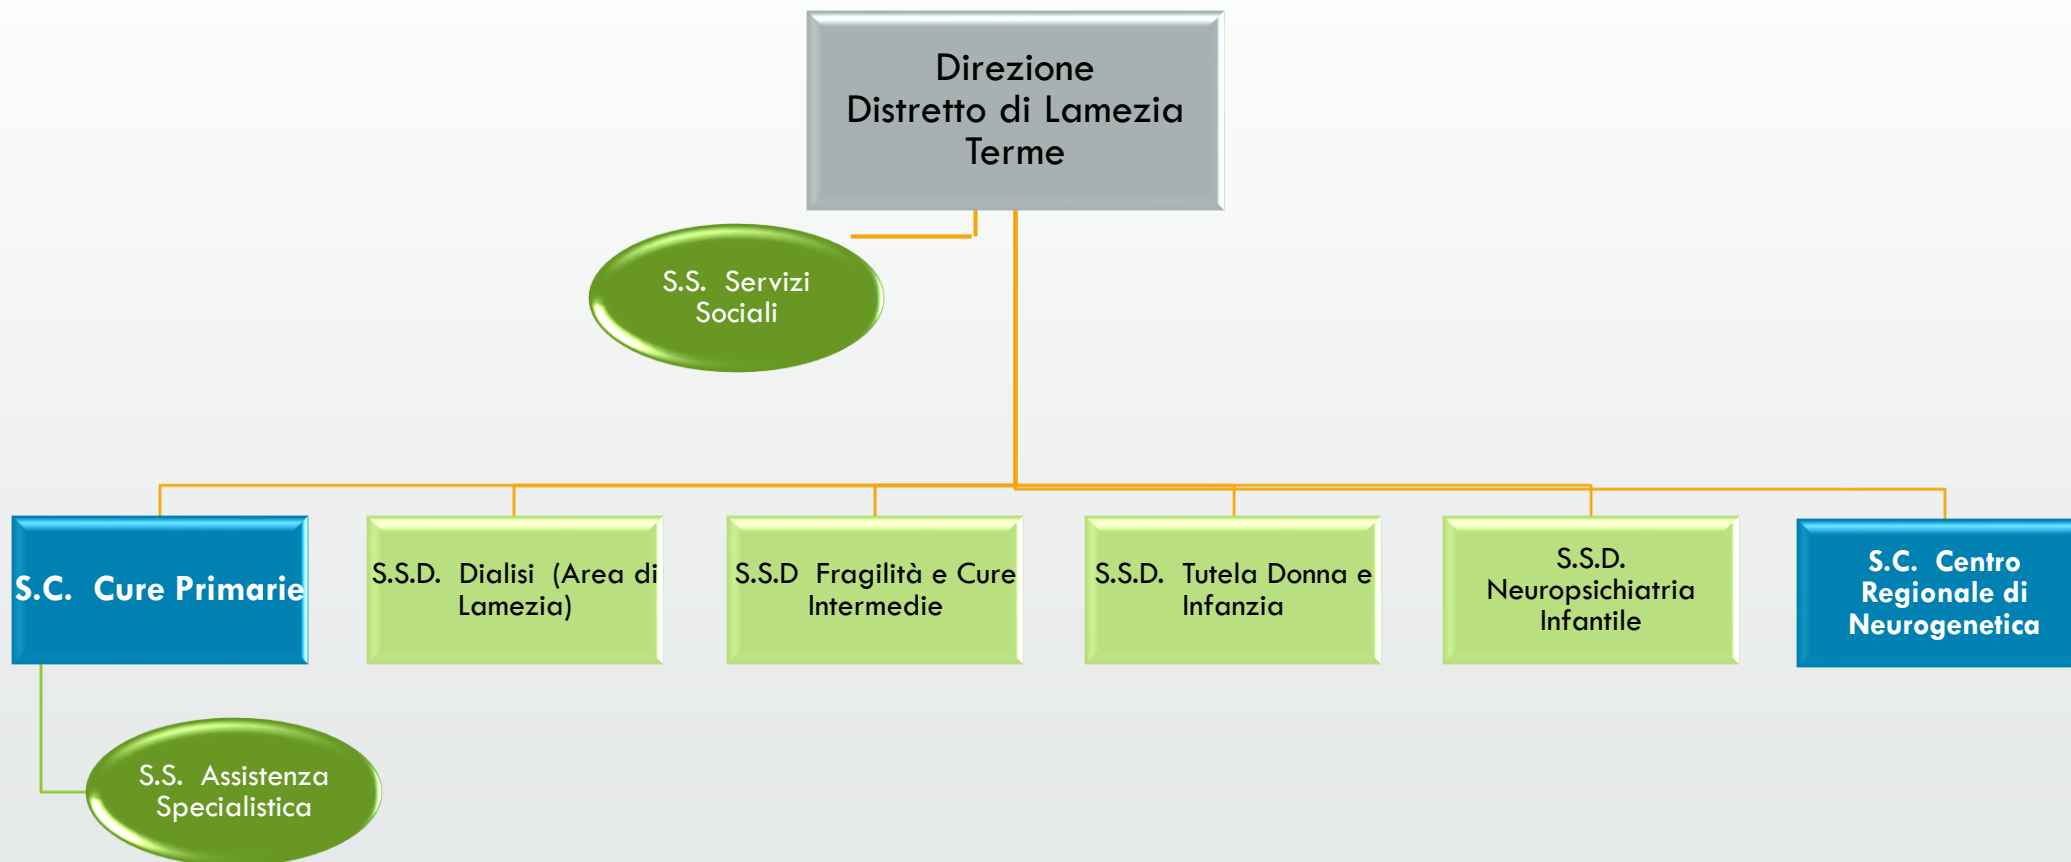 Direzione
Distretto di Lamezia
Terme
S.S. Servizi
Sociali
S.C. Cure Primarie
S.S.D. Dialisi (Area di
Lamezia)
S.S.D Fragilità e Cure
Intermedie
S.S.D. Tutela Donna e
Infanzia
S.S.D.
Neuropsichiatria
Infantile
S.C. Centro
Regionale di
Neurogenetica
S.S. Assistenza
Specialistica